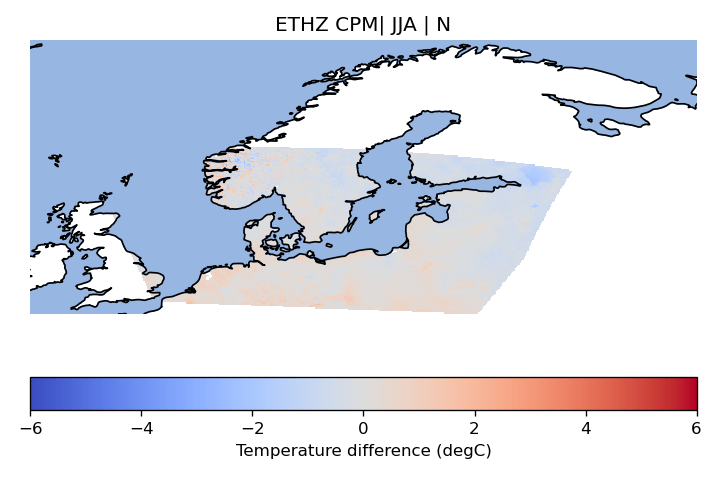 ETHZ CPM| JJA | N
−6 −4 −2 0 2 4 6
Temperature difference (degC)